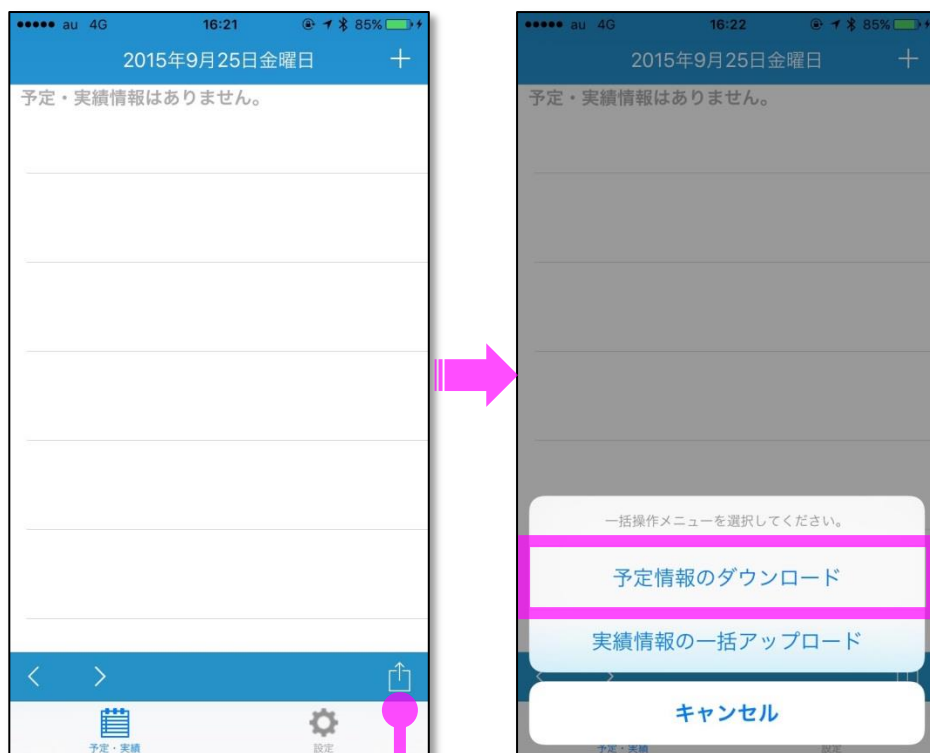 au 4G 16:21 85%
2015年9月25日金曜日
予定・実績情報はありません。
予定・実績
設定
au 4G 16:22 85%
2015年9月25日金曜日
予定・実績情報はありません。
一括操作メニューを選択してください。
予定情報のダウンロード
実績情報の一括アップロード
キャンセル
予定・実績
設定